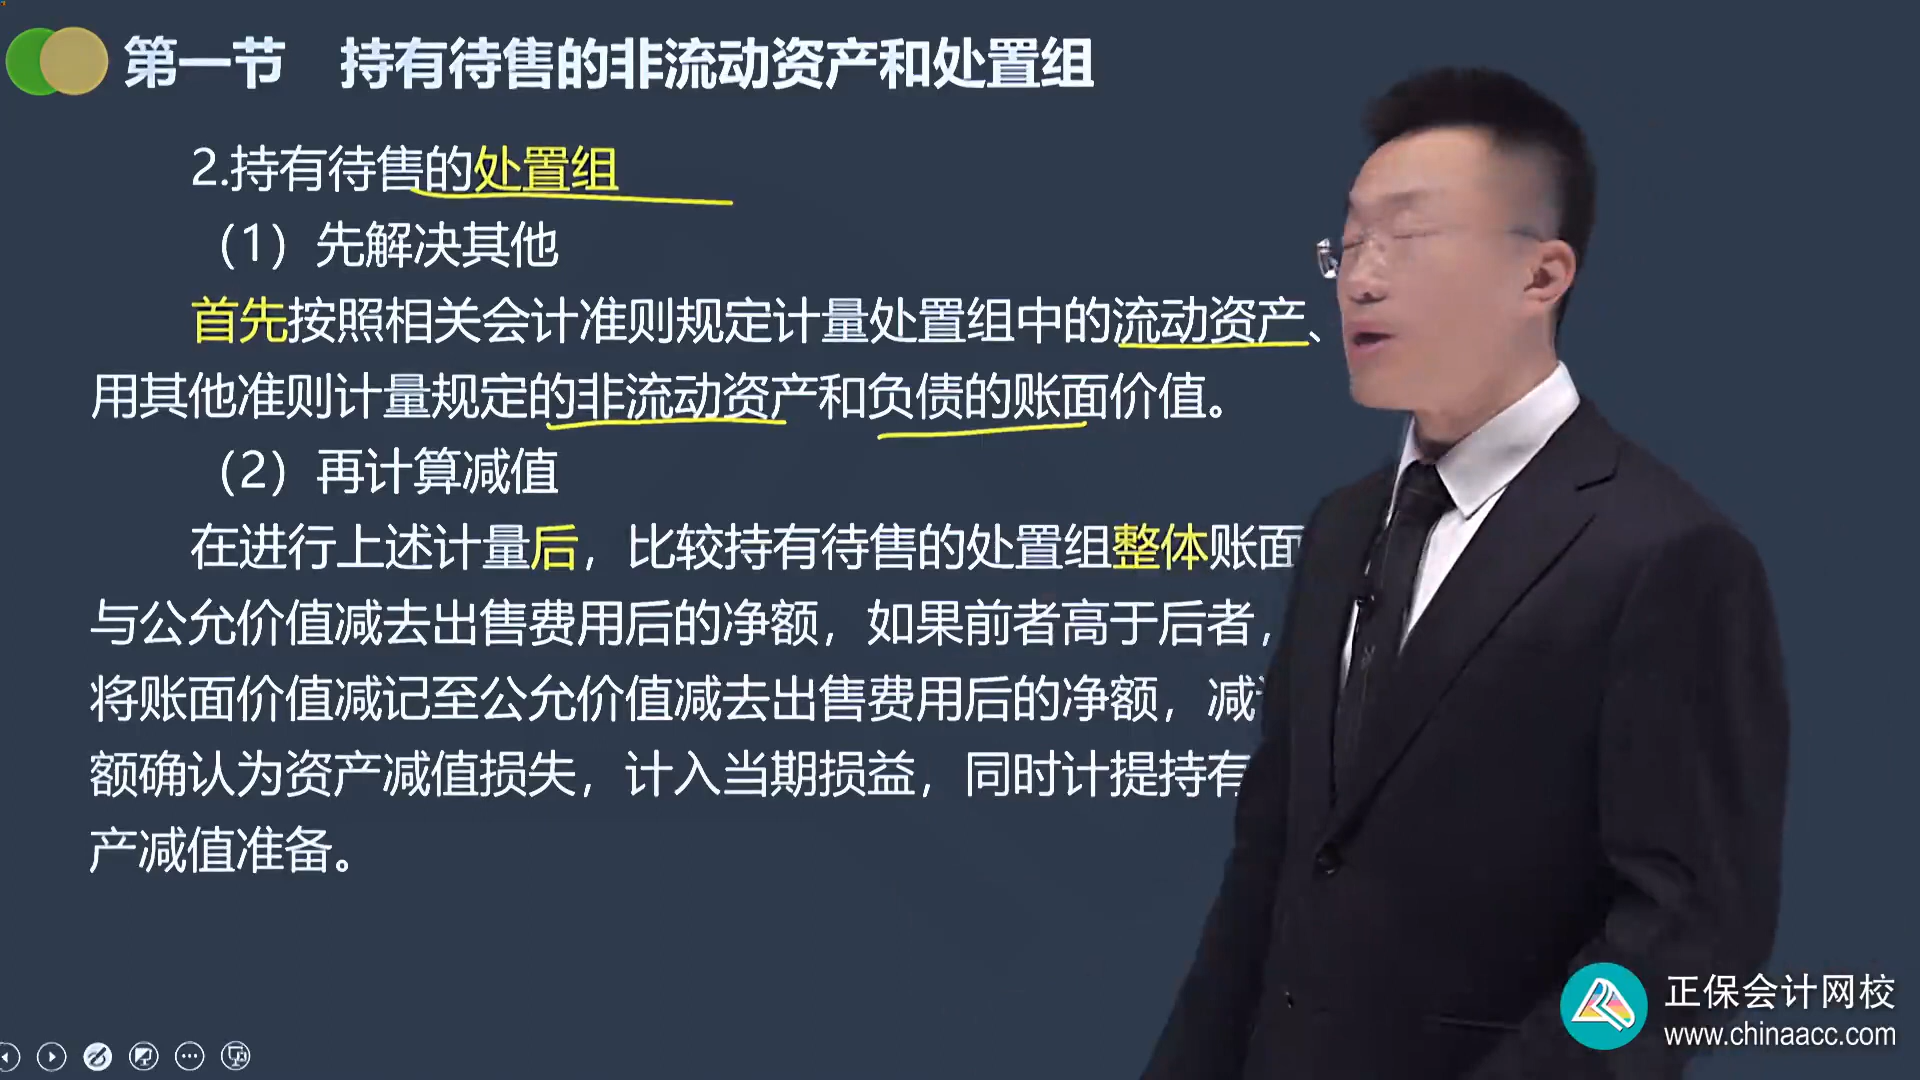 第一节 持有待售的非流动资产和处置组
2.持有待售的处置组
（1）先解决其他
首先按照相关会计准则规定计量处置组中的流动资产、
用其他准则计量规定的非流动资产和负债的账面价值。
（2）再计算减值
在进行上述计量后，比较持有待售的处置组整体账面
与公允价值减去出售费用后的净额，如果前者高于后者，
将账面价值减记至公允价值减去出售费用后的净额，减
额确认为资产减值损失，计入当期损益，同时计提持有
产减值准备。
正保会计网校
www.chinaacc.com